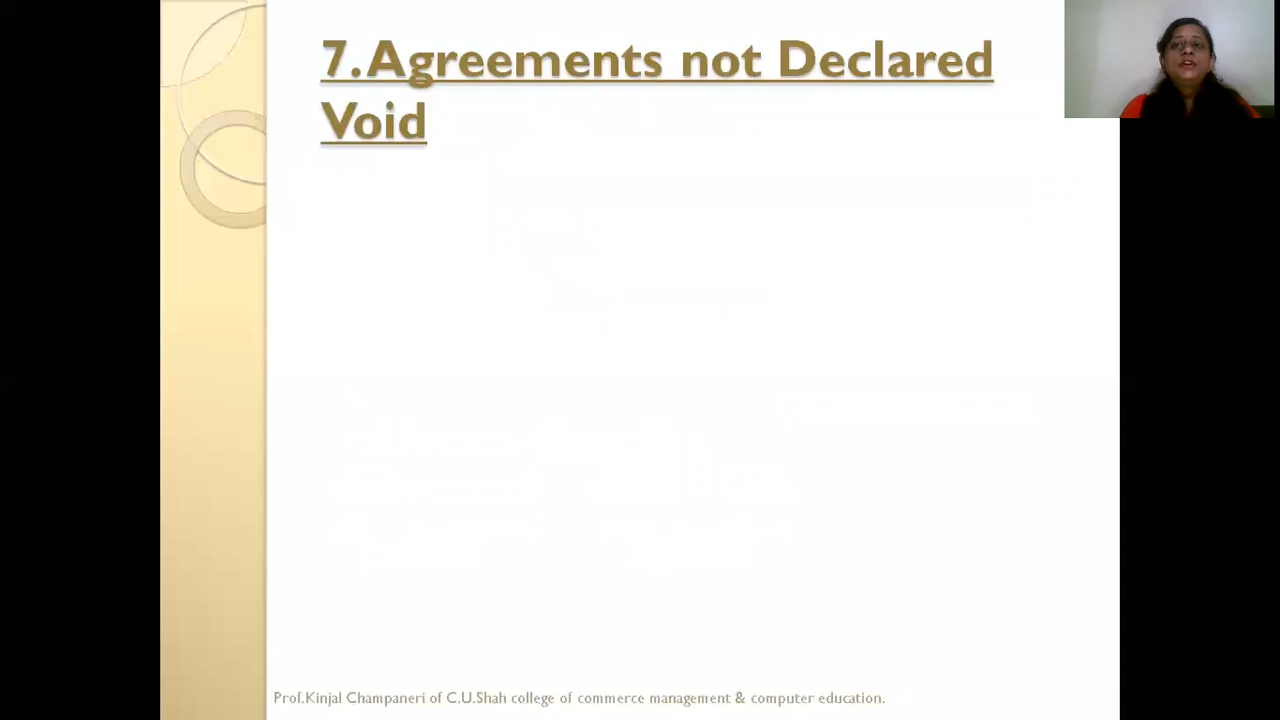 7.Agreements not Declared
Void
Prof.Kinjal Champaneri of C.U.Shah college of commerce management & computer education.